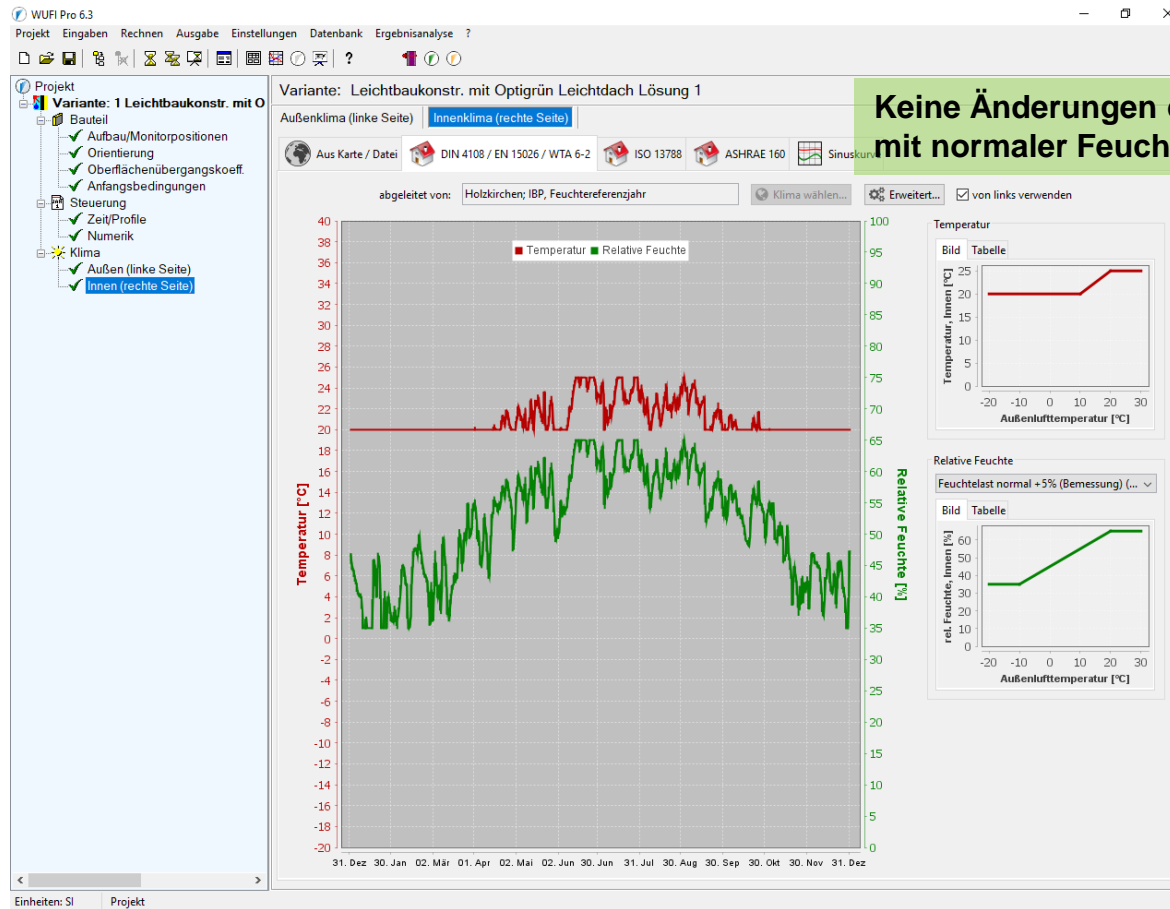 WUFI Pro 6.3
Projekt Eingaben Rechnen Ausgabe Einstellungen Datenbank Ergebnisanalyse ?
Projekt
Variante: 1 Leichtbaukonstr. mit O
Bauteil
Aufbau/Monitorpositionen
Orientierung
Oberflächenübergangskoeff.
Anfangsbedingungen
Steuerung
Zeit/Profile
Numerik
Klima
Außen (linke Seite)
Innen (rechte Seite)
Variante: Leichtbaukonstr. mit Optigrün Leichtdach Lösung 1
Keine Änderungen
mit normaler Feuch
Außenklima (linke Seite) Innenklima (rechte Seite)
Aus Karte / Datei DIN 4108 / EN 15026 / WTA 6-2 ISO 13788 ASHRAE 160 Sinuskurve
abgeleitet von: Holzkirchen; IBP, Feuchtereferenzjahr Klima wählen... Erweitert... von links verwenden
Temperatur Relative Feuchte
Temperatur [°C]
40
38
36
34
32
30
28
26
24
22
20
18
16
14
12
10
8
6
4
2
0
-2
-4
-6
-8
-10
-12
-14
-16
-18
-20
100
95
90
85
80
75
70
65
60
55
50
45
40
35
30
25
20
15
10
5
0
Relative Feuchte [%]
31. Dez 30. Jan 02. Mär 01. Apr 02. Mai 02. Jun 30. Jun 31. Jul 30. Aug 30. Sep 30. Okt 30. Nov 31. Dez
Temperatur
Bild Tabelle
Temperatur, Innen [°C]
25
20
15
10
5
0
-20 -10 0 10 20 30
Außenlufttemperatur [°C]
Relative Feuchte
Feuchtelast normal +5% (Bemessung) (...
Bild Tabelle
rel. Feuchte, Innen [%]
60
50
40
30
20
10
0
-20 -10 0 10 20 30
Außenlufttemperatur [°C]
Einheiten: SI Projekt